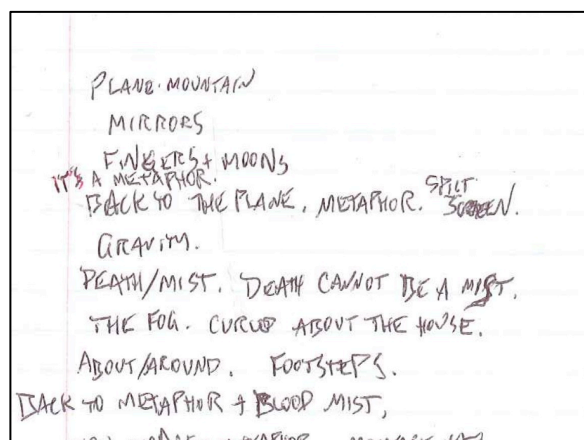 PLANE. MOUNTAIN
MIRRORS
FINGERS + MOONS
IT'S A METAPHOR.
BACK TO THE PLANE, METAPHOR. SPLIT SCREEN.
GRAVITY.
DEATH/MIST. DEATH CANNOT BE A MIST.
THE FOG. CURLED ABOUT THE HOUSE.
ABOUT/AROUND. FOOTSTEPS.
BACK TO METAPHOR + BLOOD MIST,
METAPHOR